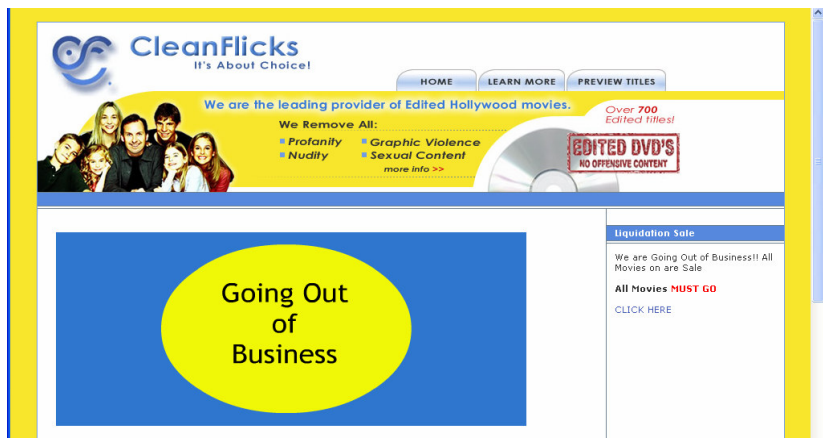 CleanFlicks
It's About Choice!
HOME
LEARN MORE
PREVIEW TITLES
We are the leading provider of Edited Hollywood movies.
Over 700
Edited titles!
We Remove All:
Profanity
Graphic Violence
Nudity
Sexual Content
more info >>
EDITED DVD'S
NO OFFENSIVE CONTENT
Liquidation Sale
We are Going Out of Business!! All
Movies on are Sale
All Movies MUST GO
CLICK HERE
Going Out
of
Business